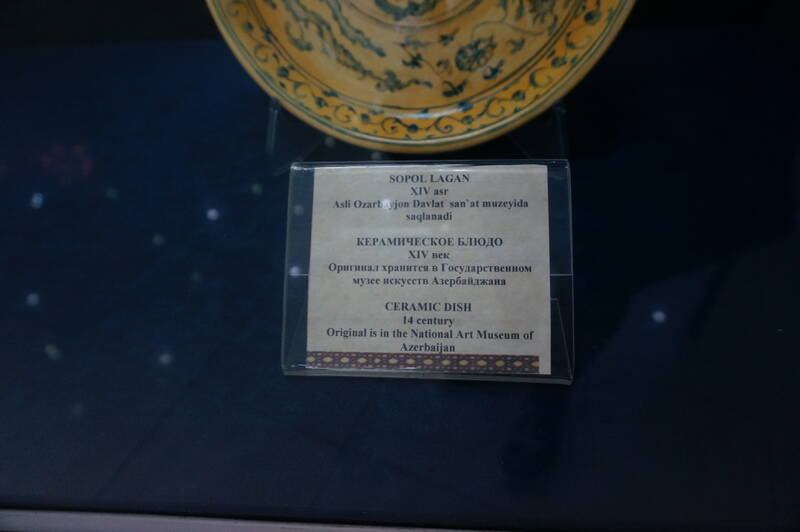 SOPOL LAGAN
XIV asr
Asli Ozarbayjon Davlat san`at muzeyida
saqlanadi
КЕРАМИЧЕСКОЕ БЛЮДО
XIV век
Оригинал хранится в Государственном
музее искусств Азербайджана
CERAMIC DISH
14 century
Original is in the National Art Museum of
Azerbaijan